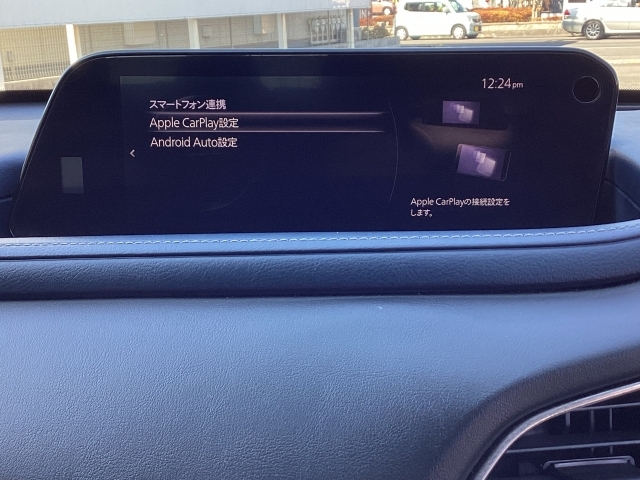 12:24pm
スマートフォン連携
Apple CarPlay設定
Android Auto設定
Apple CarPlayの接続設定を
します。